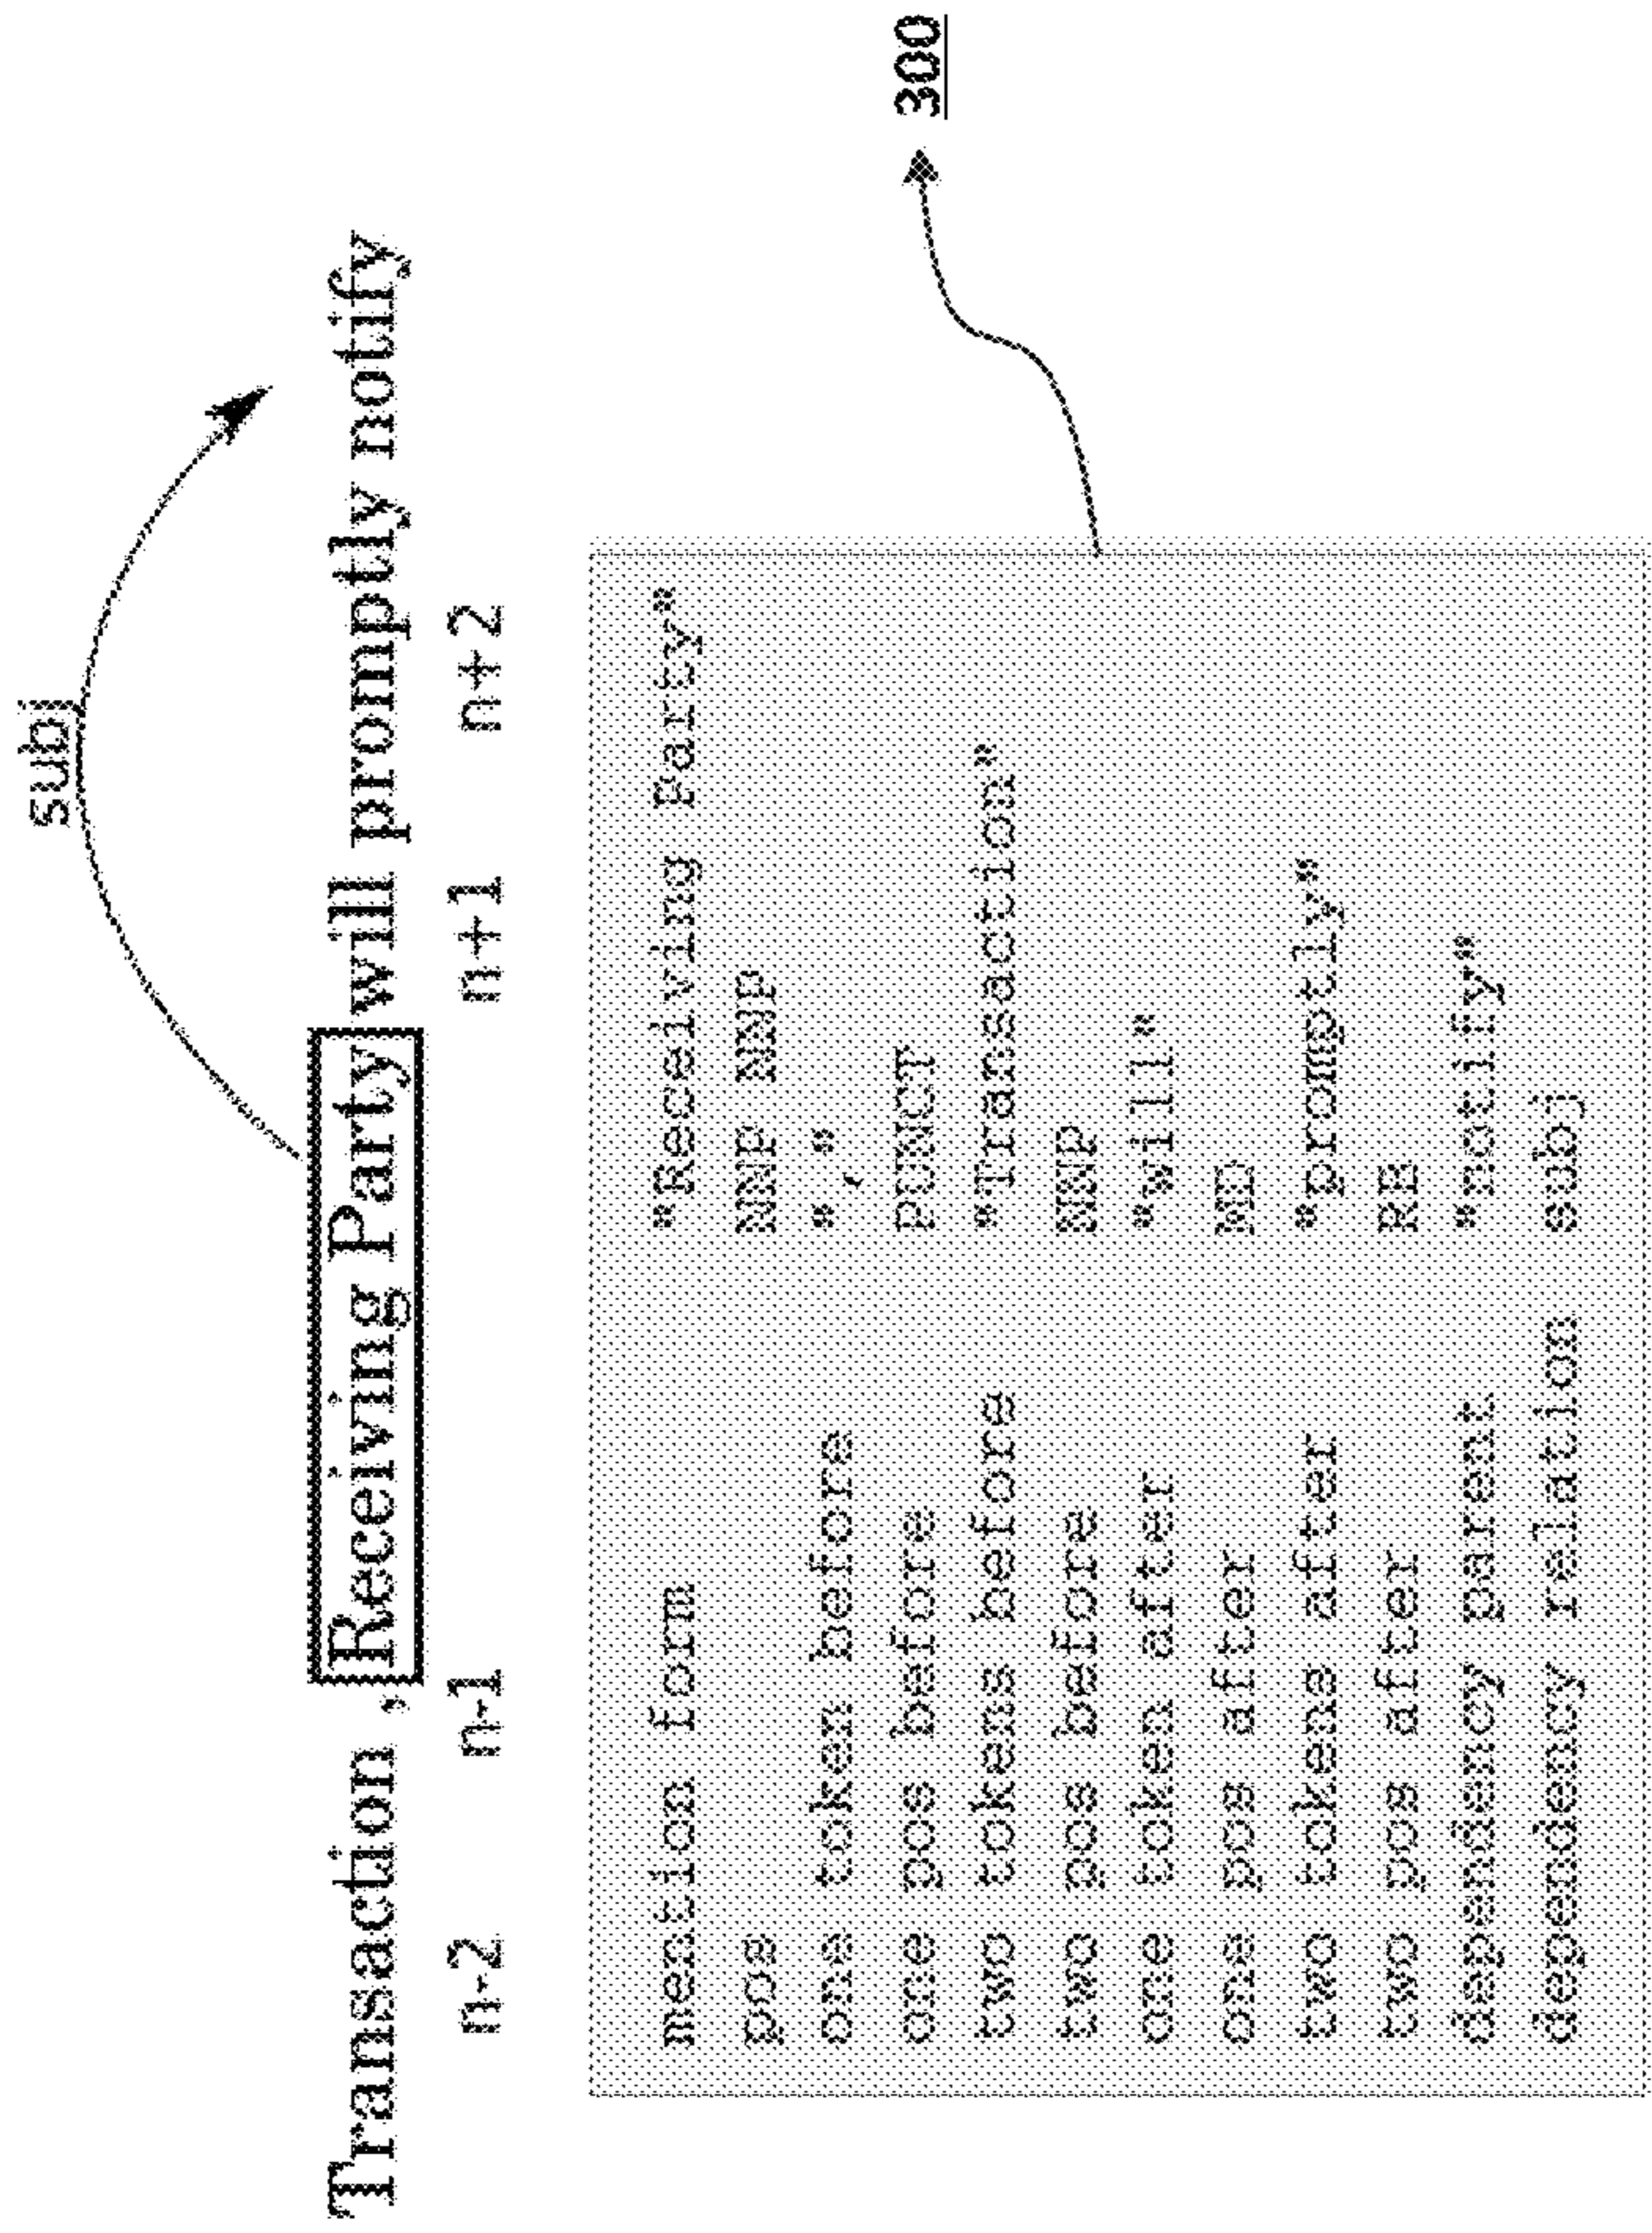 subj
Transaction , Receiving Party will promptly notify
n-2 n-1 n+1 n+2
300
mention form "Receiving Party"
pos NNP NNP
one token before ","
one pos before PUNCT
two tokens before "Transaction"
two pos before NNP
one token after "will"
one pos after MD
two tokens after "promptly"
two pos after RB
dependency parent "notify"
dependency relation subj